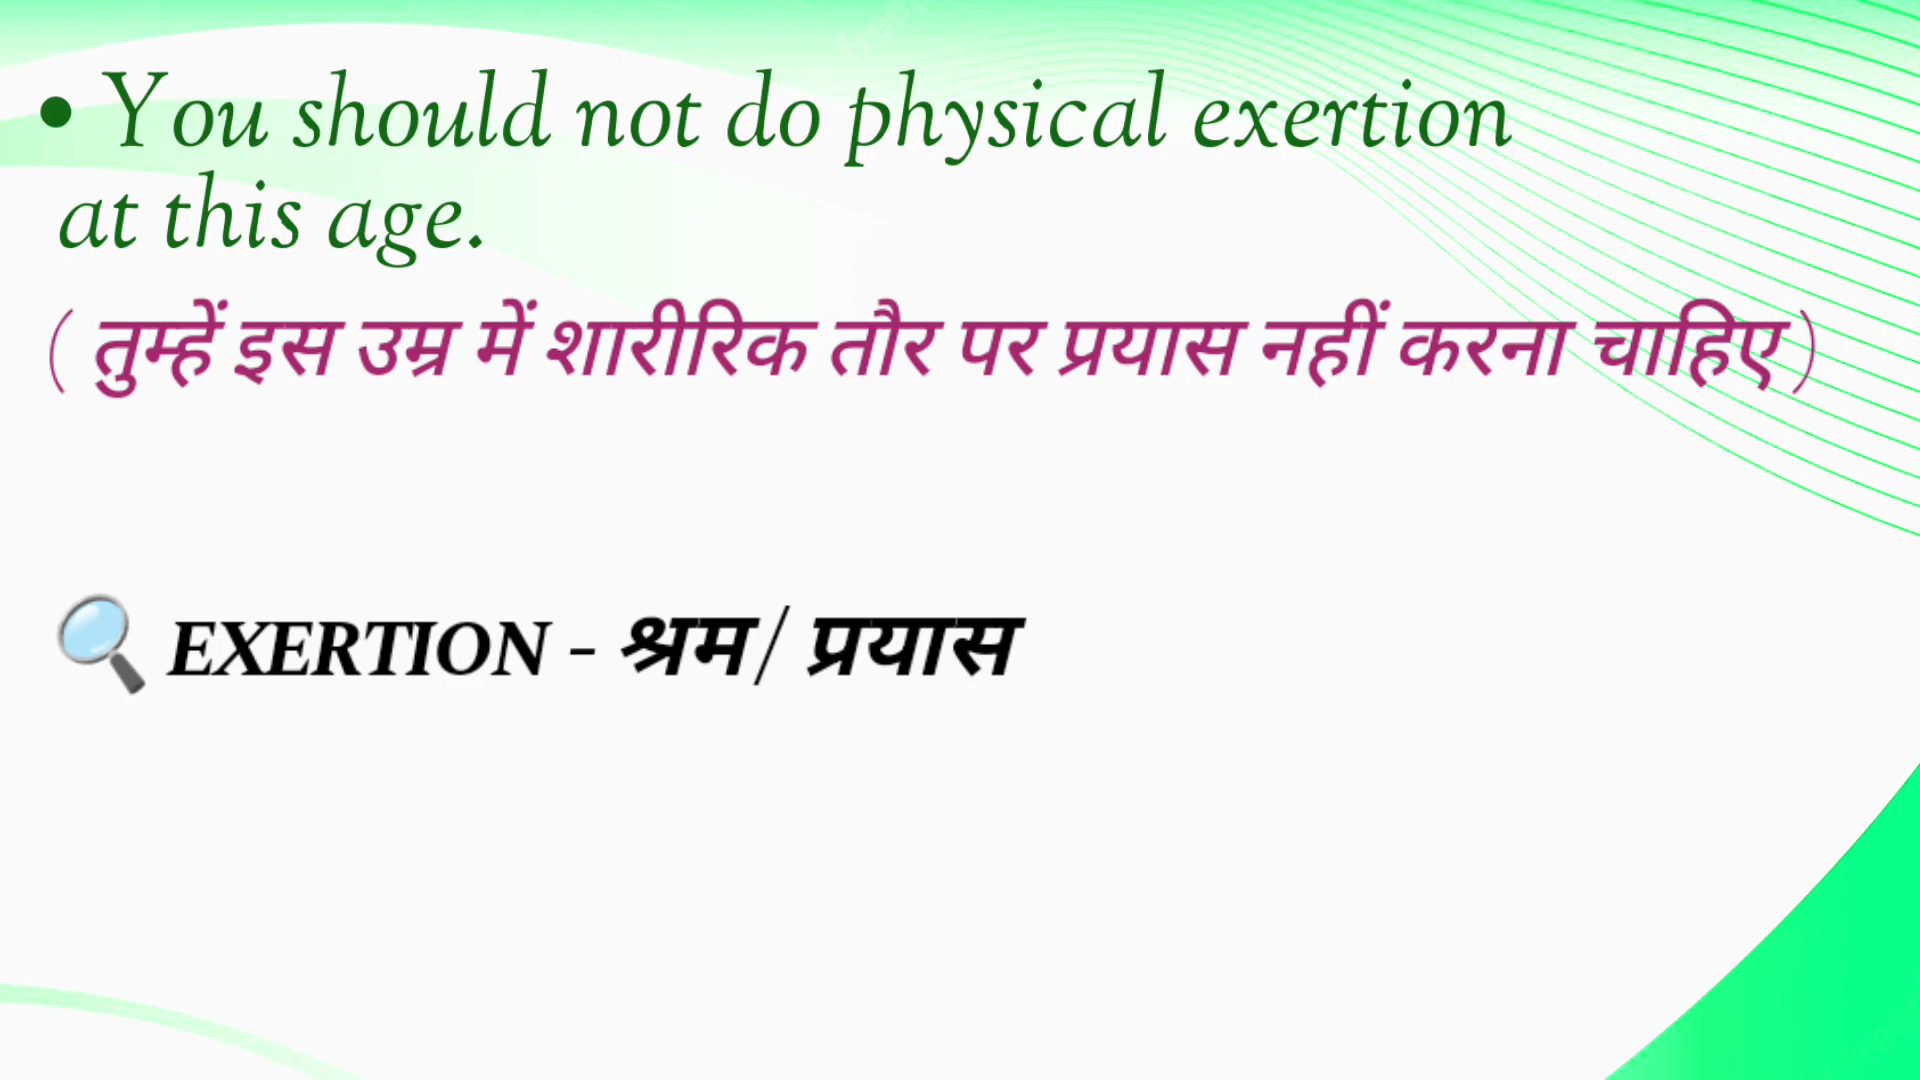 • You should not do physical exertion
at this age.
( तुम्हें इस उम्र में शारीरिक तौर पर प्रयास नहीं करना चाहिए )
🔍 EXERTION - श्रम/ प्रयास